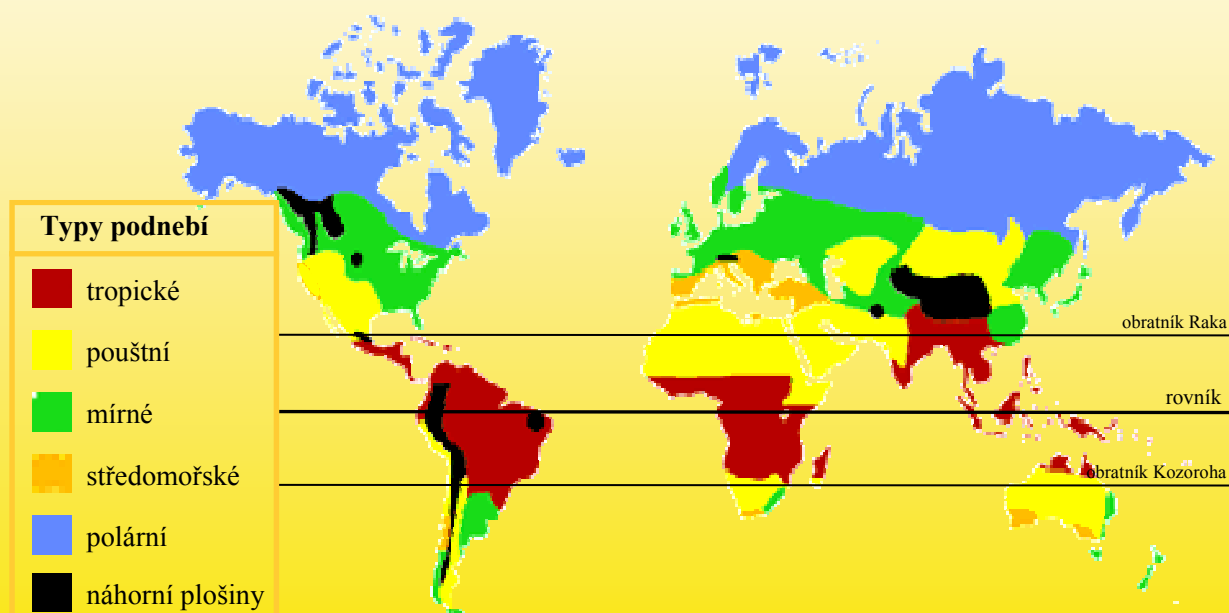 Typy podnebí
tropické
pouštní
mírné
středomořské
polární
náhorní plošiny
obratník Raka
rovník
obratník Kozoroha